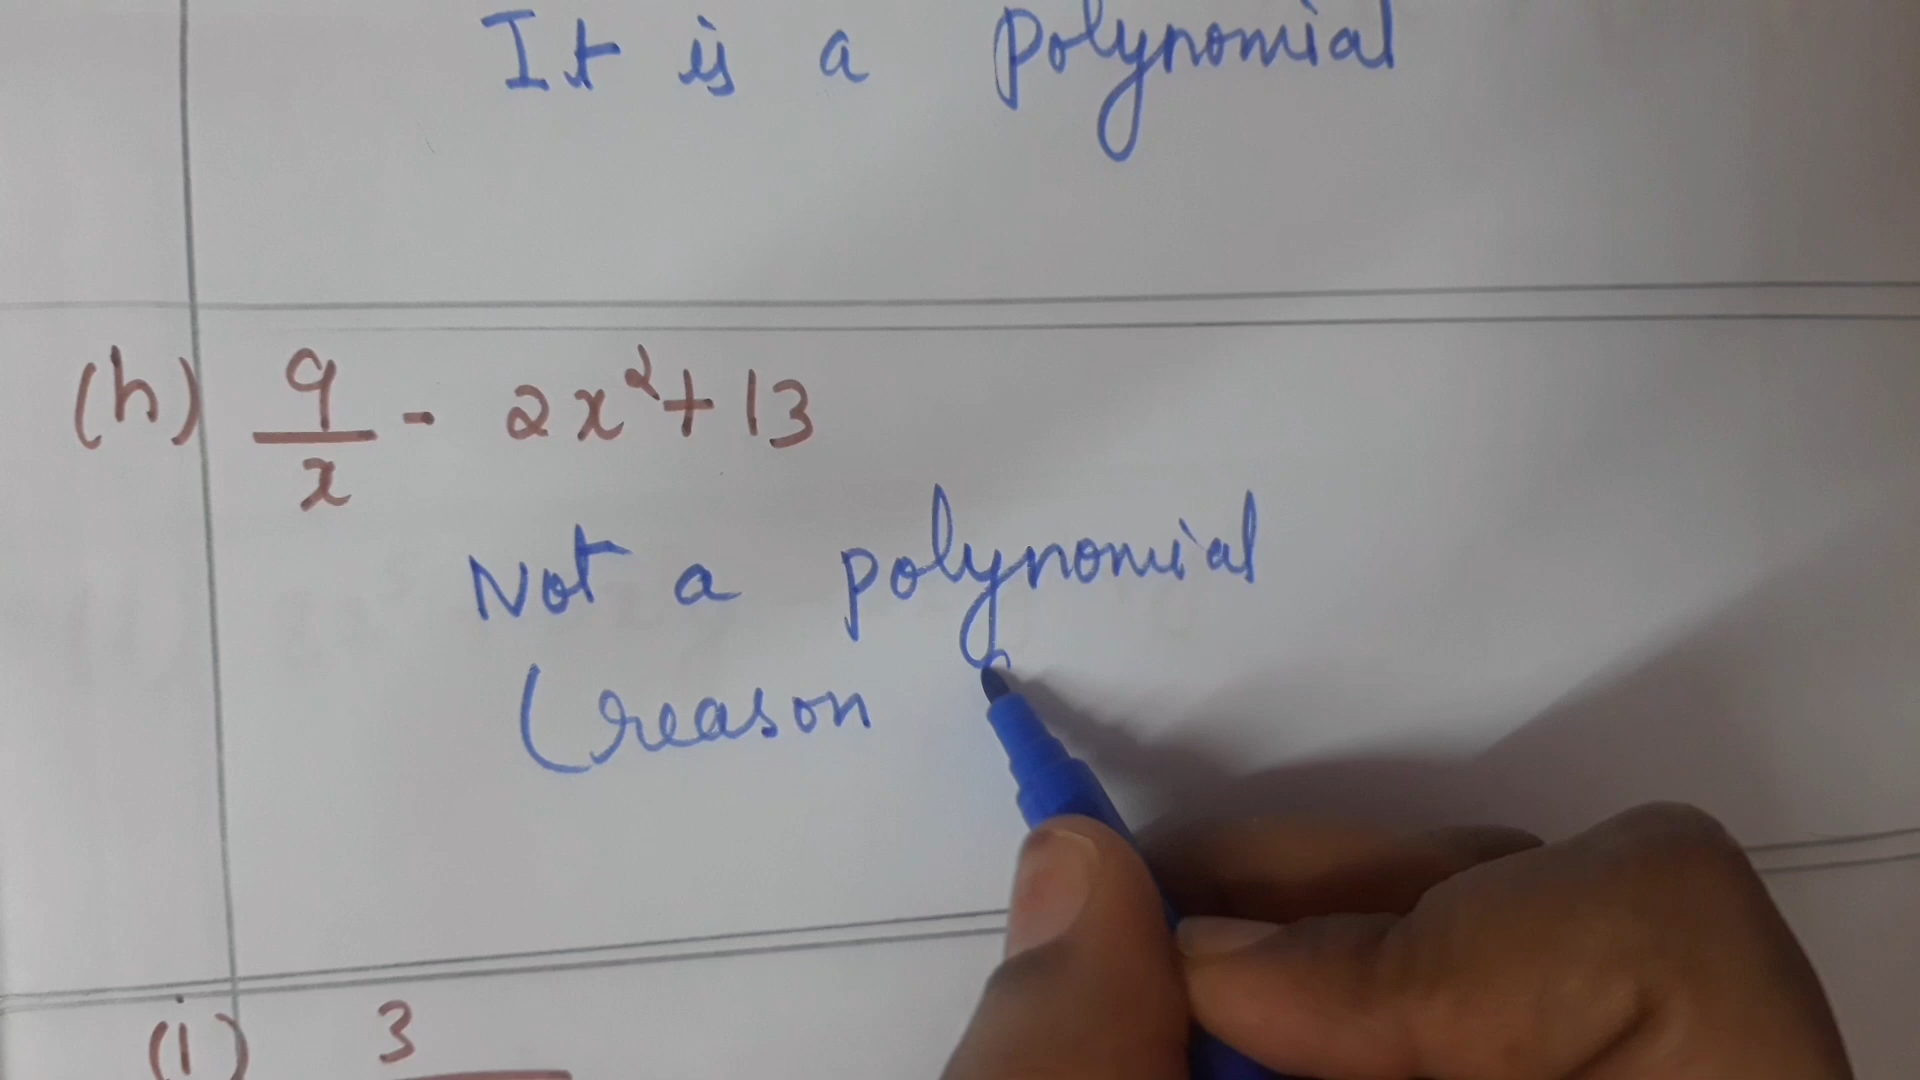 It is a polynomial
(h) 9/x - 2x²+13
Not a polynomial
(reason
(i) 3